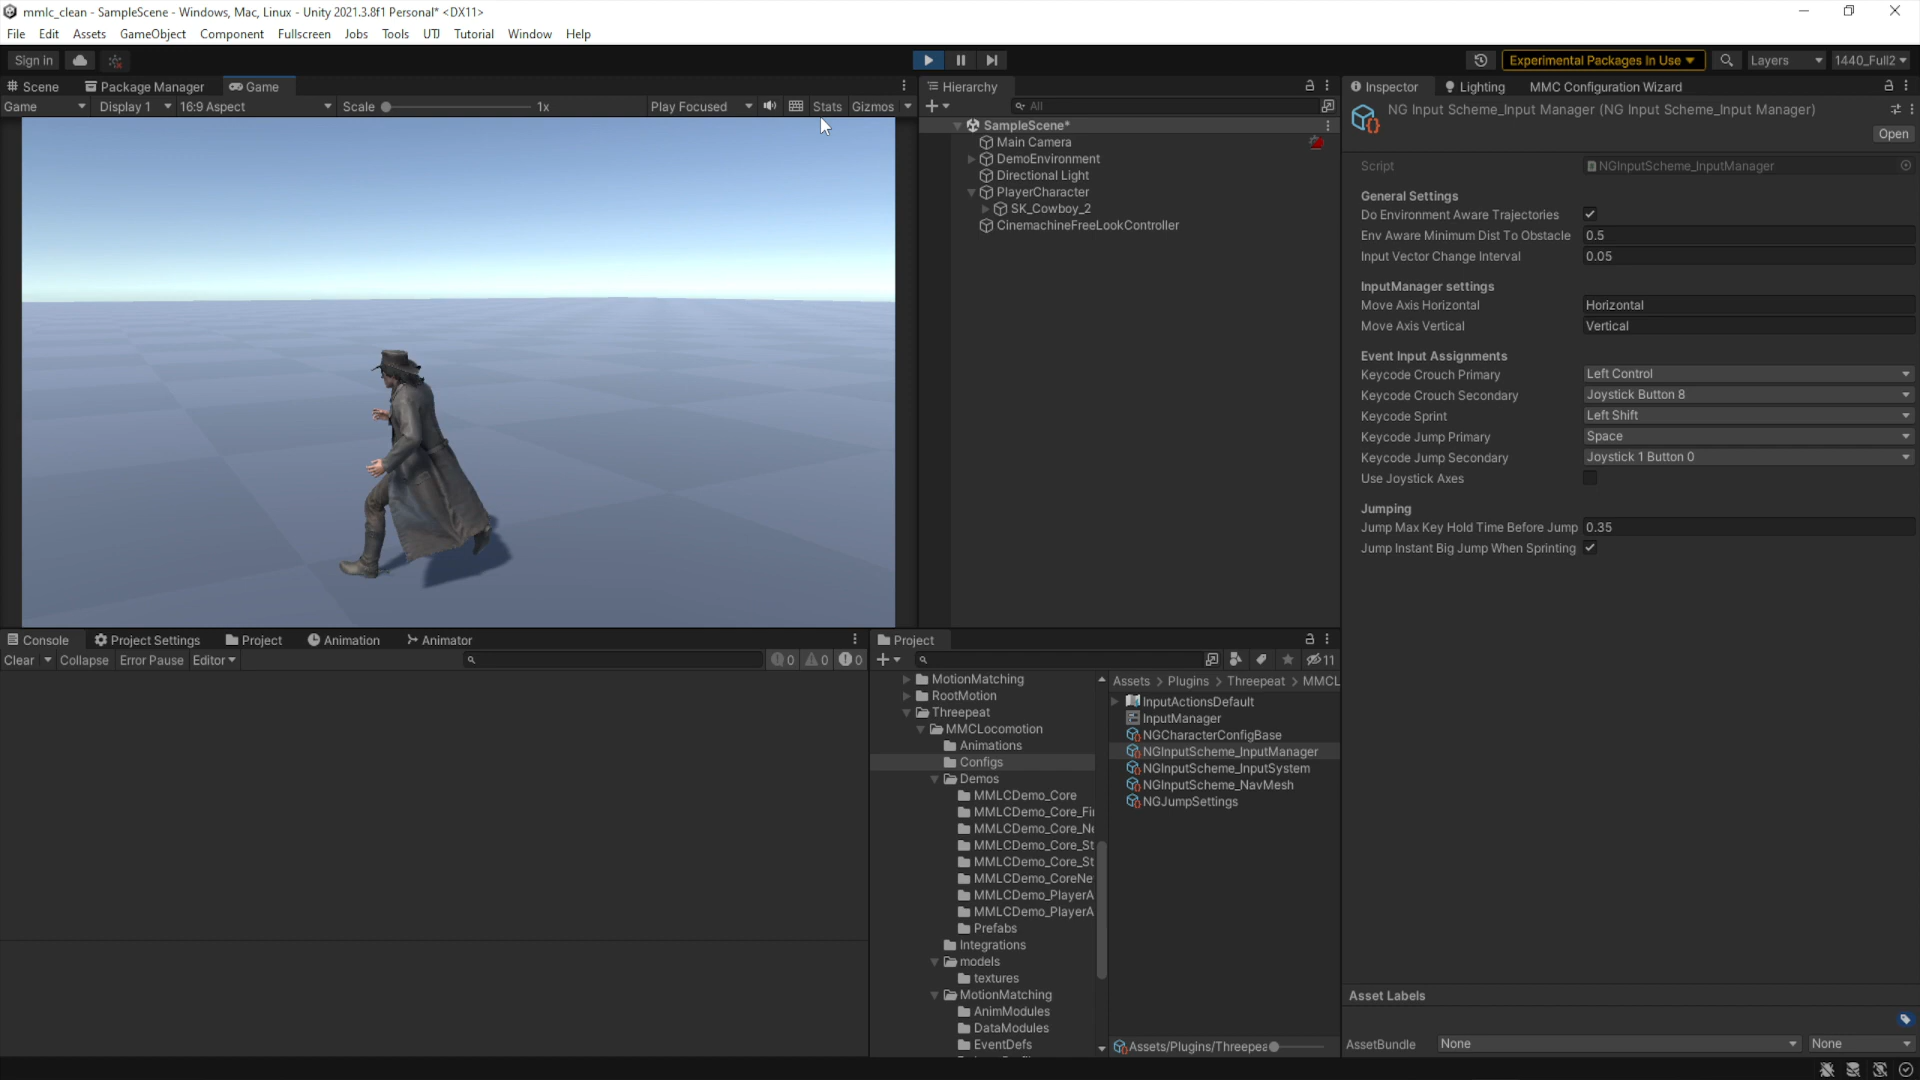 mmlc_clean - SampleScene - Windows, Mac, Linux - Unity 2021.3.8f1 Personal* <DX11>
File Edit Assets GameObject Component Fullscreen Jobs Tools UTJ Tutorial Window Help
Sign in
Experimental Packages In Use
Layers
1440_Full2
Scene
Package Manager
Game
Game
Display 1
16:9 Aspect
Scale
1x
Play Focused
Stats
Gizmos
Hierarchy
All
SampleScene*
Main Camera
DemoEnvironment
Directional Light
PlayerCharacter
SK_Cowboy_2
CinemachineFreeLookController
Inspector
Lighting
MMC Configuration Wizard
NG Input Scheme_Input Manager (NG Input Scheme_Input Manager)
Open
Script NGInputScheme_InputManager
General Settings
Do Environment Aware Trajectories
Env Aware Minimum Dist To Obstacle 0.5
Input Vector Change Interval 0.05
InputManager settings
Move Axis Horizontal Horizontal
Move Axis Vertical Vertical
Event Input Assignments
Keycode Crouch Primary Left Control
Keycode Crouch Secondary Joystick Button 8
Keycode Sprint Left Shift
Keycode Jump Primary Space
Keycode Jump Secondary Joystick 1 Button 0
Use Joystick Axes
Jumping
Jump Max Key Hold Time Before Jump 0.35
Jump Instant Big Jump When Sprinting
Asset Labels
AssetBundle None None
Console
Project Settings
Project
Animation
Animator
Clear
Collapse
Error Pause
Editor
0
0
0
Project
11
MotionMatching
RootMotion
Threepeat
MMCLocomotion
Animations
Configs
Demos
MMLCDemo_Core
MMLCDemo_Core_Fi
MMLCDemo_Core_Ne
MMLCDemo_Core_St
MMLCDemo_Core_St
MMLCDemo_CoreNe
MMLCDemo_PlayerA
MMLCDemo_PlayerA
Prefabs
Integrations
models
textures
MotionMatching
AnimModules
DataModules
EventDefs
Assets > Plugins > Threepeat > MMCL
InputActionsDefault
InputManager
NGCharacterConfigBase
NGInputScheme_InputManager
NGInputScheme_InputSystem
NGInputScheme_NavMesh
NGJumpSettings
Assets/Plugins/Threepea